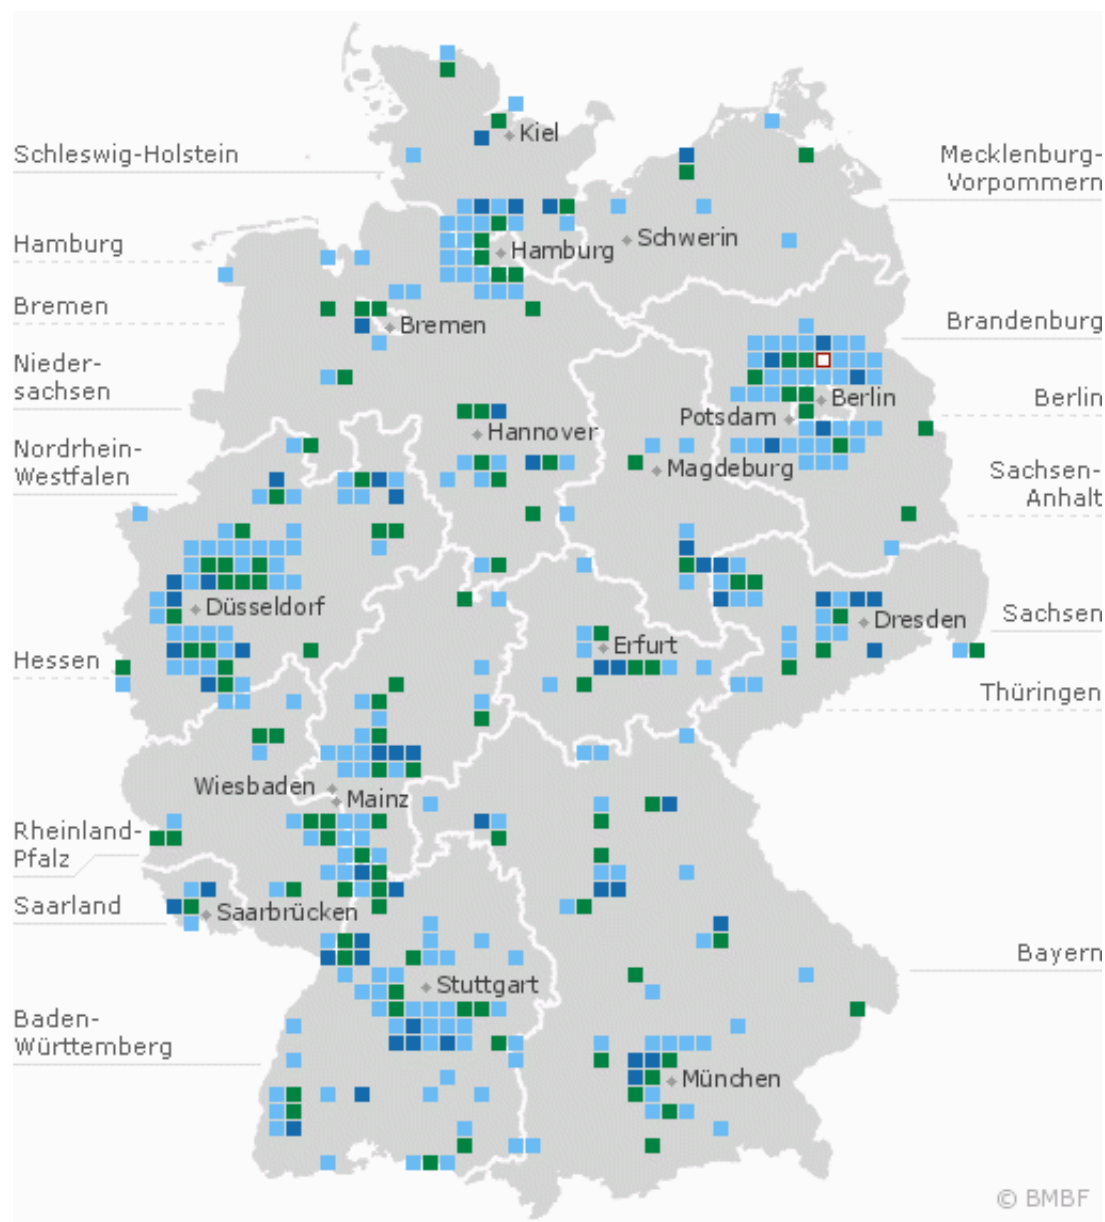 Kiel
Schleswig-Holstein
Mecklenburg-
Vorpommern
Hamburg
Schwerin
Hamburg
Bremen
Bremen
Brandenburg
Nieder-
sachsen
Berlin
Berlin
Potsdam
Hannover
Nordrhein-
Westfalen
Magdeburg
Sachsen-
Anhalt
Düsseldorf
Dresden
Sachsen
Hessen
Erfurt
Thüringen
Wiesbaden
Mainz
Rheinland-
Pfalz
Saarland
Saarbrücken
Bayern
Stuttgart
Baden-
Württemberg
München
© BMBF